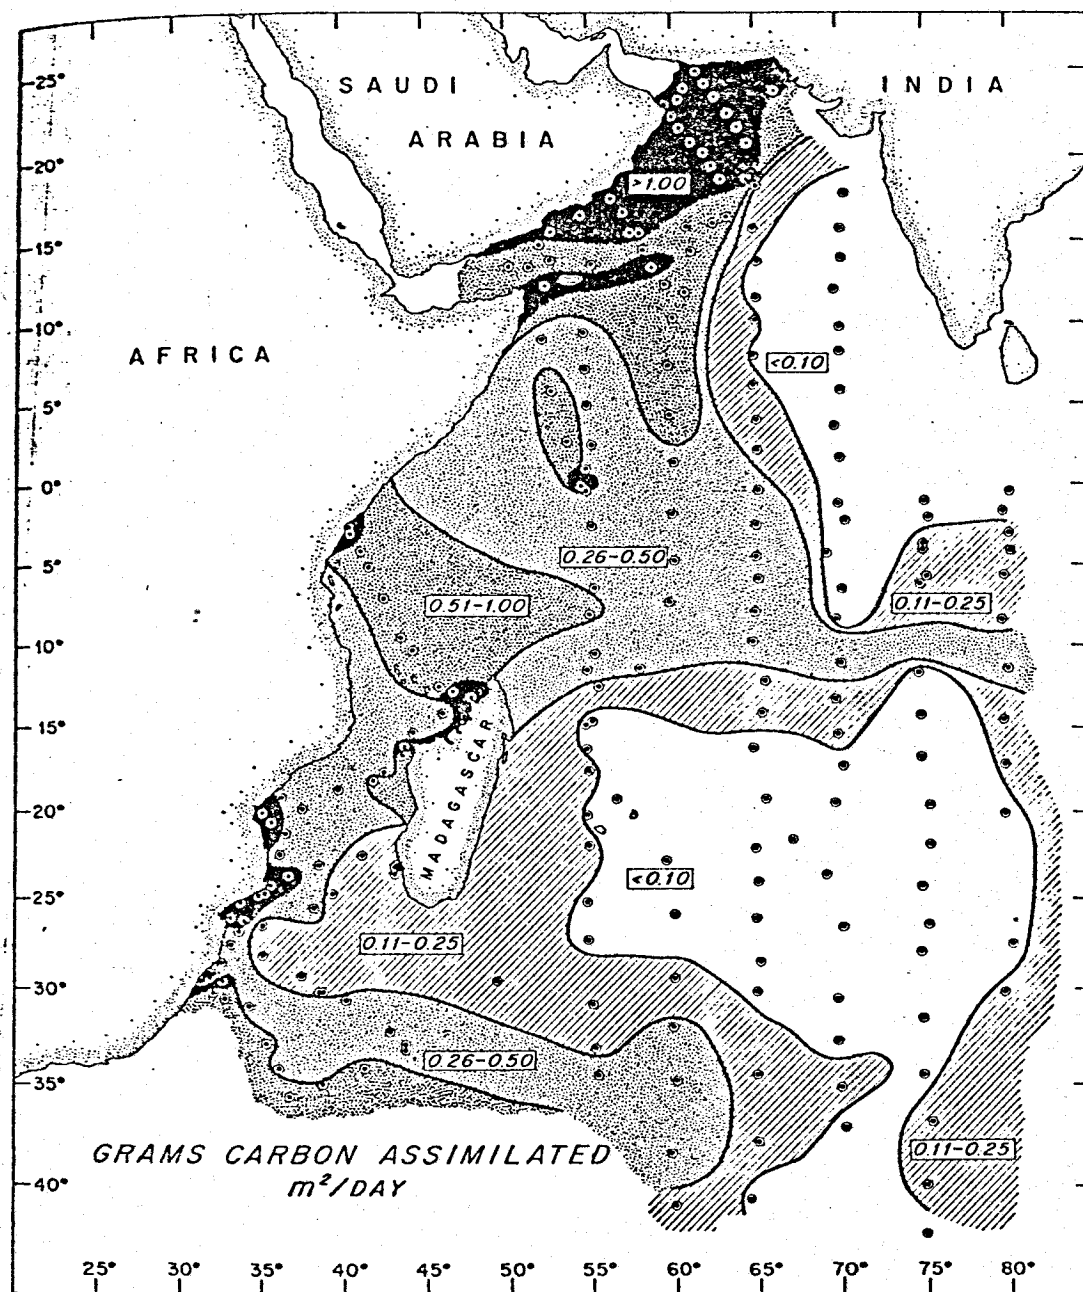 SAUDI
ARABIA
INDIA
AFRICA
MADAGASCAR
>1.00
<0.10
0.26-0.50
0.51-1.00
0.11-0.25
<0.10
0.11-0.25
0.26-0.50
0.11-0.25
GRAMS CARBON ASSIMILATED
m²/DAY
25°
20°
15°
10°
5°
0°
5°
10°
15°
20°
25°
30°
35°
40°
25° 30° 35° 40° 45° 50° 55° 60° 65° 70° 75° 80°